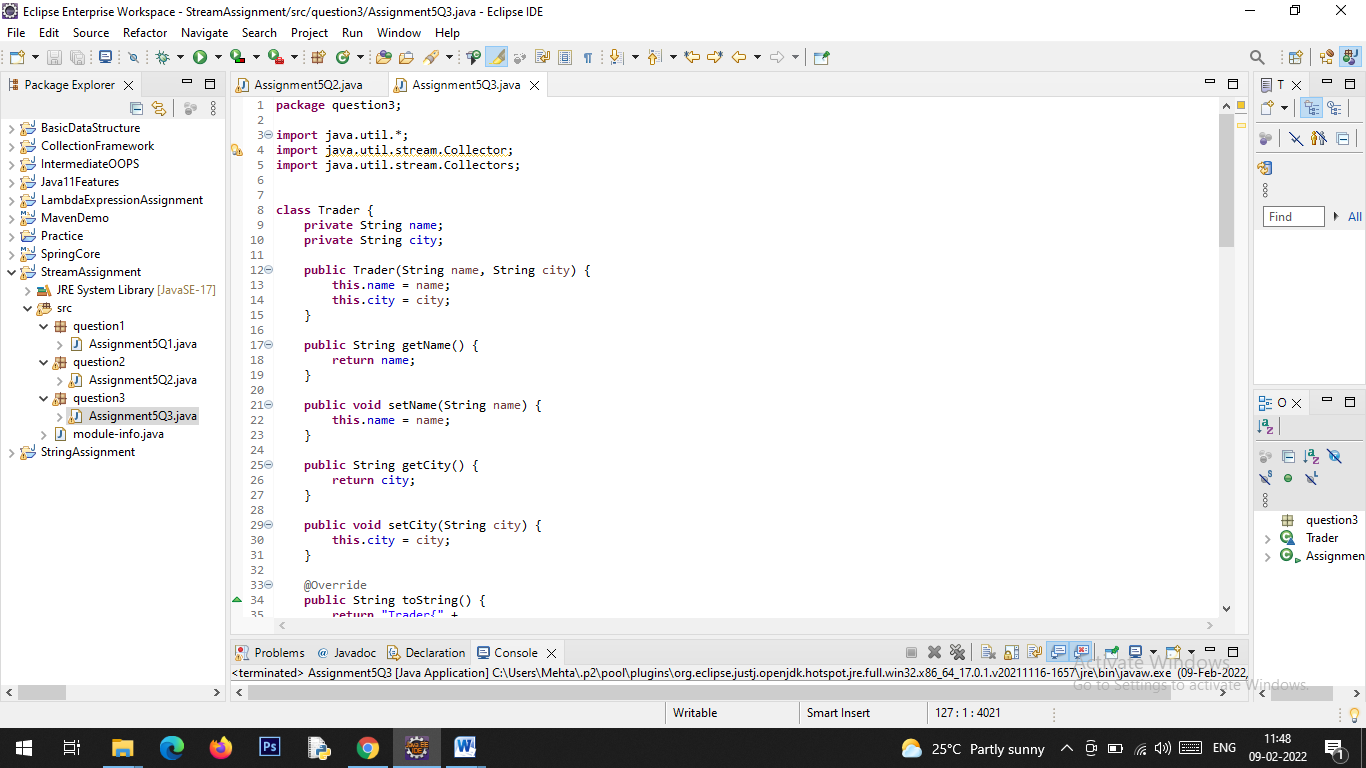 Eclipse Enterprise Workspace - StreamAssignment/src/question3/Assignment5Q3.java - Eclipse IDE
File Edit Source Refactor Navigate Search Project Run Window Help
Package Explorer
BasicDataStructure
CollectionFramework
IntermediateOOPS
Java11Features
LambdaExpressionAssignment
MavenDemo
Practice
SpringCore
StreamAssignment
JRE System Library [JavaSE-17]
src
question1
Assignment5Q1.java
question2
Assignment5Q2.java
question3
Assignment5Q3.java
module-info.java
StringAssignment
Assignment5Q2.java Assignment5Q3.java
1 package question3;
2
3 import java.util.*;
4 import java.util.stream.Collector;
5 import java.util.stream.Collectors;
6
7
8 class Trader {
9 private String name;
10 private String city;
11
12 public Trader(String name, String city) {
13 this.name = name;
14 this.city = city;
15 }
16
17 public String getName() {
18 return name;
19 }
20
21 public void setName(String name) {
22 this.name = name;
23 }
24
25 public String getCity() {
26 return city;
27 }
28
29 public void setCity(String city) {
30 this.city = city;
31 }
32
33 @Override
34 public String toString() {
35 return "Trader{" +
T
Find All
O
question3
Trader
Assignmen
Problems @ Javadoc Declaration Console
<terminated> Assignment5Q3 [Java Application] C:\Users\Mehta\.p2\pool\plugins\org.eclipse.justj.openjdk.hotspot.jre.full.win32.x86_64_17.0.1.v20211116-1657\jre\bin\javaw.exe (09-Feb-2022,
Activate Windows
Go to Settings to activate Windows.
Writable Smart Insert 127 : 1 : 4021
Ps
JAVA EE IDE
W
25°C Partly sunny ENG 11:48
09-02-2022
1